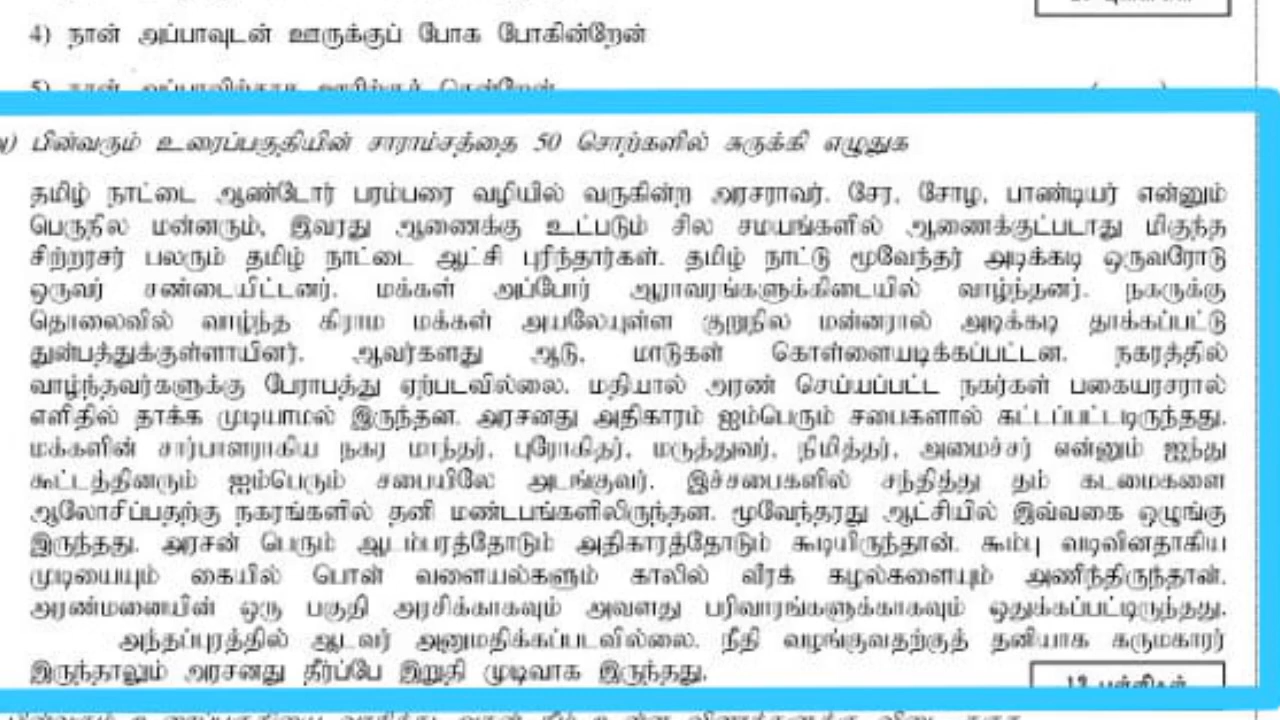 4) நான் அப்பாவுடன் ஊருக்குப் போக போகின்றேன்
5) நான்
பின்வரும் உரைப்பகுதியின் சாராம்சத்தை 50 சொற்களில் சுருக்கி எழுதுக
தமிழ் நாட்டை ஆண்டோர் பரம்பரை வழியில் வருகின்ற அரசராவர். சேர, சோழ, பாண்டியர் என்னும்
பெருநில மன்னரும், இவரது ஆணைக்கு உட்படும் சில சமயங்களில் ஆணைக்குட்படாது மிகுந்த
சிற்றரசர் பலரும் தமிழ் நாட்டை ஆட்சி புரிந்தார்கள். தமிழ் நாட்டு மூவேந்தர் அடிக்கடி ஒருவரோடு
ஒருவர் சண்டையிட்டனர். மக்கள் அப்போர் ஆராவரங்களுக்கிடையில் வாழ்ந்தனர். நகருக்கு
தொலைவில் வாழ்ந்த கிராம மக்கள் அயலேயுள்ள குறுநில மன்னரால் அடிக்கடி தாக்கப்பட்டு
துன்பத்துக்குள்ளாயினர். ஆவர்களது ஆடு, மாடுகள் கொள்ளையடிக்கப்பட்டன. நகரத்தில்
வாழ்ந்தவர்களுக்கு பேராபத்து ஏற்படவில்லை. மதியால் அரண் செய்யப்பட்ட நகர்கள் பகையரசரால்
எளிதில் தாக்க முடியாமல் இருந்தன. அரசனது அதிகாரம் ஐம்பெரும் சபைகளால் கட்டப்பட்டடிருந்தது.
மக்களின் சார்பாளராகிய நகர மாந்தர், புரோகிதர், மருத்துவர், நிமித்தர், அமைச்சர் என்னும் ஐந்து
கூட்டத்தினரும் ஐம்பெரும் சபையிலே அடங்குவர். இச்சபைகளில் சந்தித்து தம் கடமைகளை
ஆலோசிப்பதற்கு நகரங்களில் தனி மண்டபங்களிலிருந்தன. மூவேந்தரது ஆட்சியில் இவ்வகை ஒழுங்கு
இருந்தது. அரசன் பெரும் ஆடம்பரத்தோடும் அதிகாரத்தோடும் கூடியிருந்தான். கூம்பு வடிவினதாகிய
முடியையும் கையில் பொன் வளையல்களும் காலில் வீரக் கழல்களையும் அணிந்திருந்தான்.
அரண்மனையின் ஒரு பகுதி அரசிக்காகவும் அவளது பரிவாரங்களுக்காகவும் ஒதுக்கப்பட்டிருந்தது.
அந்தப்புரத்தில் ஆடவர் அனுமதிக்கப்படவில்லை. நீதி வழங்குவதற்குத் தனியாக கருமகாரர்
இருந்தாலும் அரசனது தீர்ப்பே இறுதி முடிவாக இருந்தது.